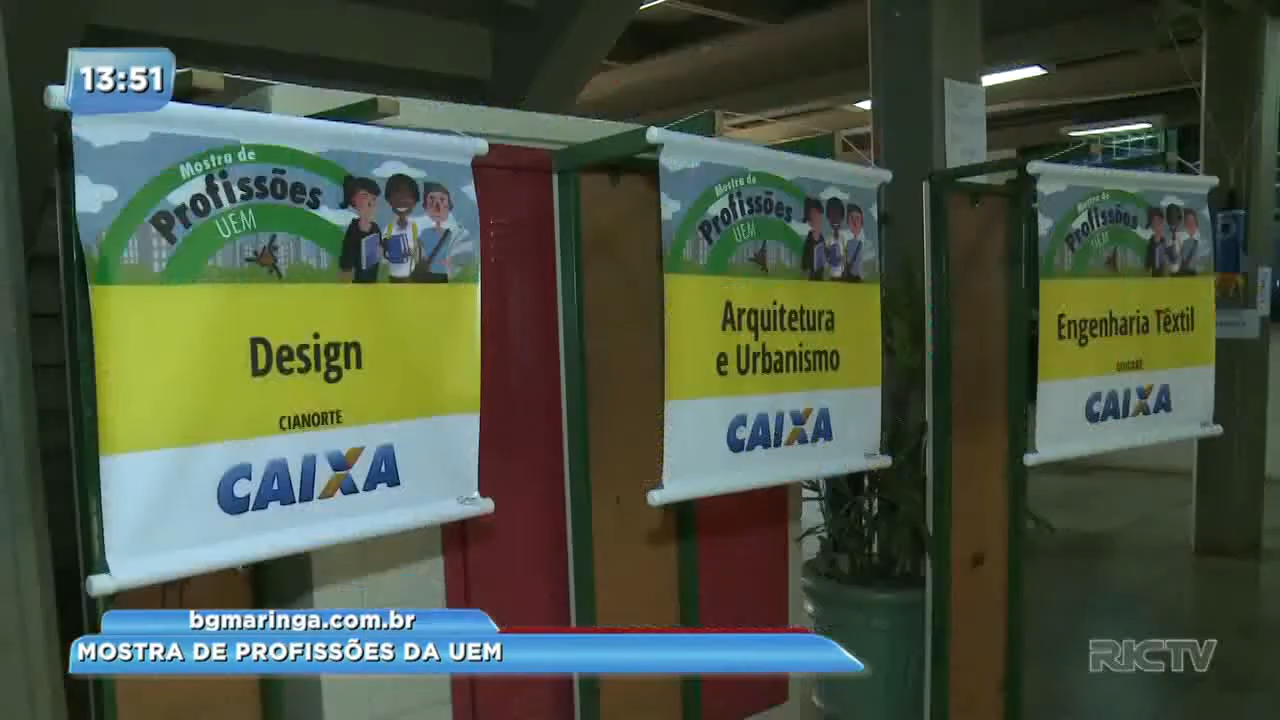 13:51
Mostra de
Profissões
UEM
Design
CIANORTE
CAIXA
Mostra de
Profissões
UEM
Arquitetura
e Urbanismo
CAIXA
Mostra de
Profissões
UEM
Engenharia Têxtil
CAIXA
bgmaringa.com.br
MOSTRA DE PROFISSÕES DA UEM
RICTV